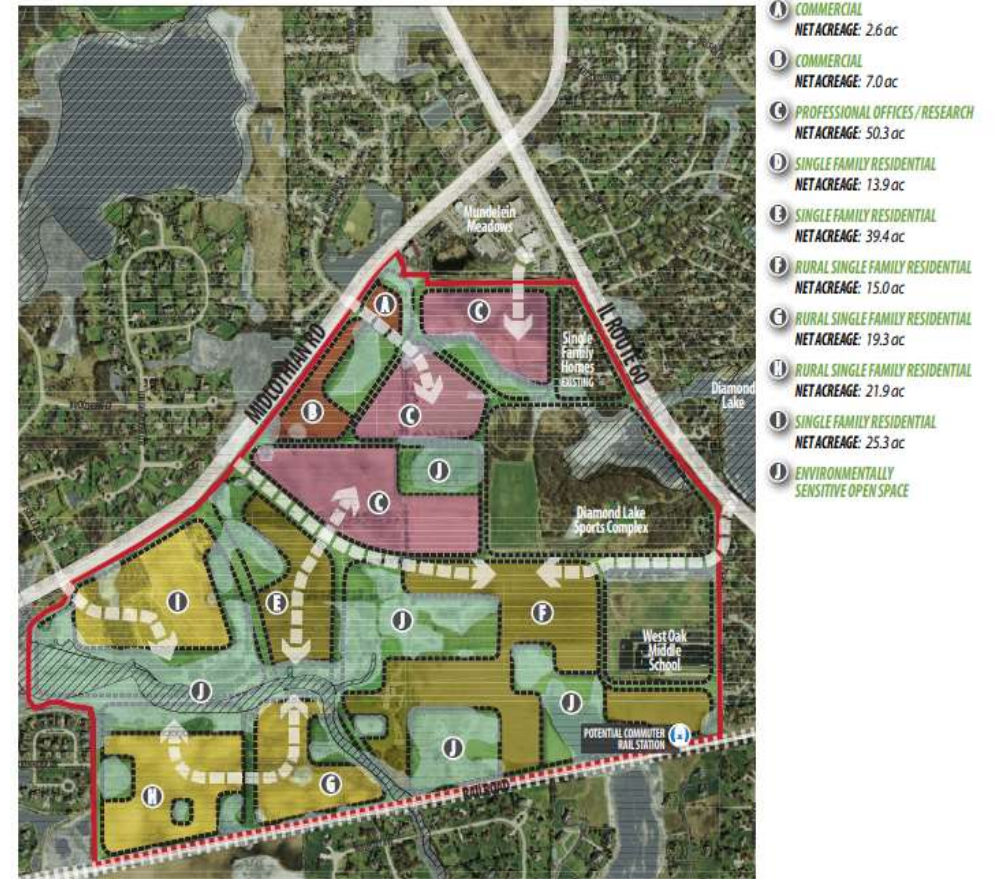 A COMMERCIAL
NET ACREAGE: 2.6 ac
B COMMERCIAL
NET ACREAGE: 7.0 ac
C PROFESSIONAL OFFICES / RESEARCH
NET ACREAGE: 50.3 ac
D SINGLE FAMILY RESIDENTIAL
NET ACREAGE: 13.9 ac
E SINGLE FAMILY RESIDENTIAL
NET ACREAGE: 39.4 ac
F RURAL SINGLE FAMILY RESIDENTIAL
NET ACREAGE: 15.0 ac
G RURAL SINGLE FAMILY RESIDENTIAL
NET ACREAGE: 19.3 ac
H RURAL SINGLE FAMILY RESIDENTIAL
NET ACREAGE: 21.9 ac
I SINGLE FAMILY RESIDENTIAL
NET ACREAGE: 25.3 ac
J ENVIRONMENTALLY
SENSITIVE OPEN SPACE
Mundelein
Meadows
MIDLOTHIAN RD
IL ROUTE 60
A
C
Single
Family
Homes
EXISTING
Diamond
Lake
B
C
J
C
Diamond Lake
Sports Complex
I
E
J
F
West Oak
Middle
School
J
J
POTENTIAL COMMUTER
RAIL STATION
J
G
H
RAILROAD